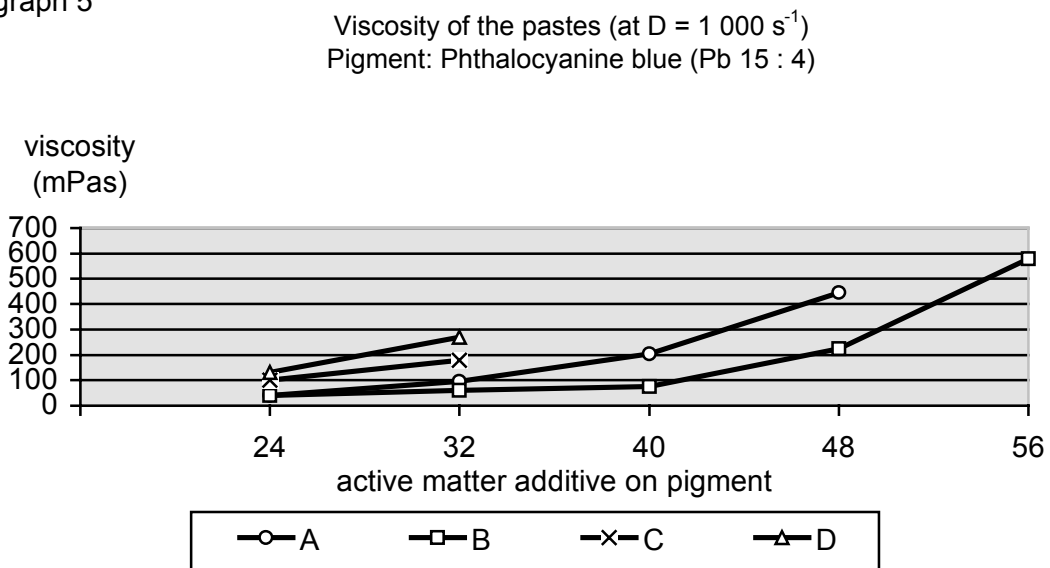 graph 5
Viscosity of the pastes (at D = 1 000 s⁻¹)
Pigment: Phthalocyanine blue (Pb 15 : 4)
viscosity
(mPas)
700
600
500
400
300
200
100
0
24 32 40 48 56
active matter additive on pigment
A B C D